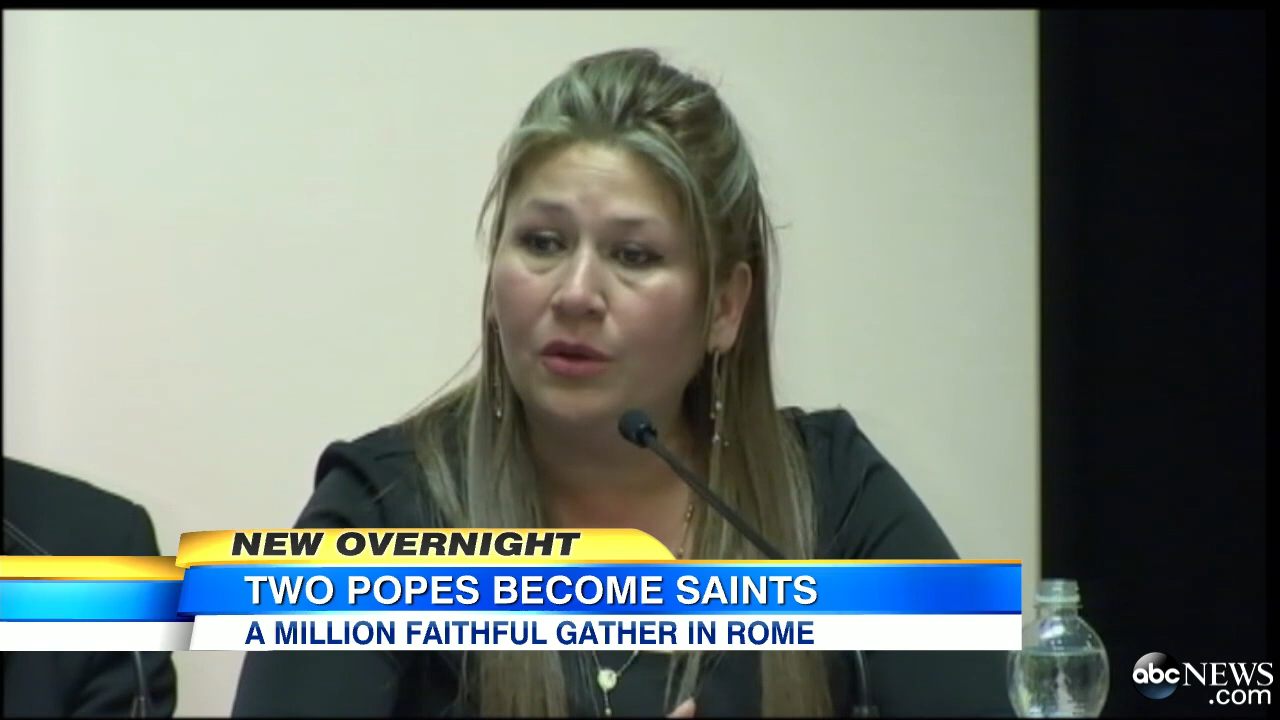 NEW OVERNIGHT
TWO POPES BECOME SAINTS
A MILLION FAITHFUL GATHER IN ROME
abc NEWS
.com